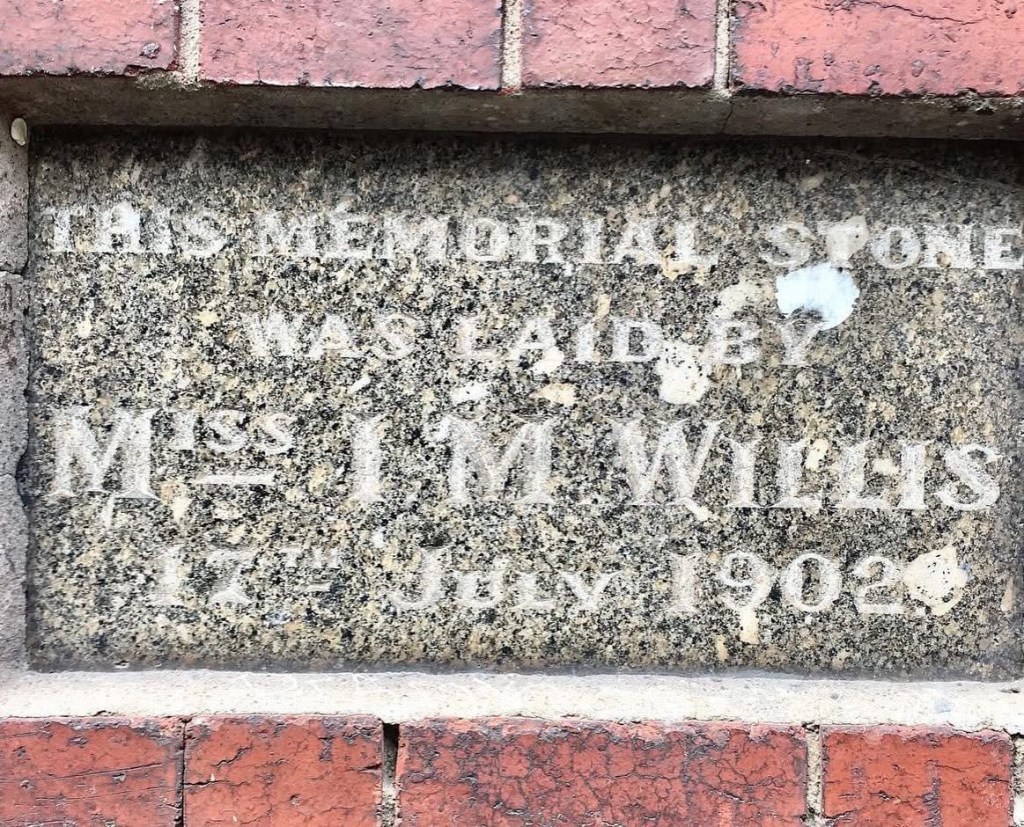 THIS MEMORIAL STONE
WAS LAID BY
MISS I. M. WILLIS
17TH JULY 1902.